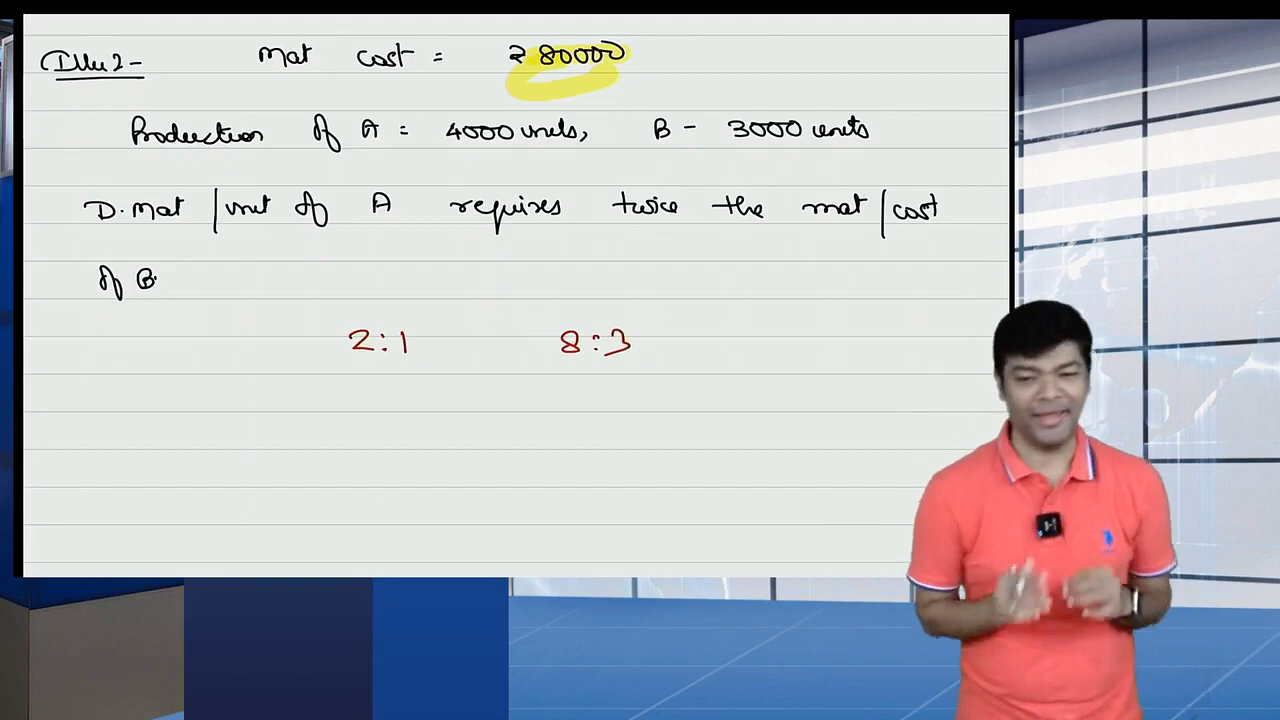 Illu 2 - Mat Cost = ₹ 80000
Production of A = 4000 units, B - 3000 units
D. Mat / unit of A requires twice the mat / cost
of B.
2:1 8:3